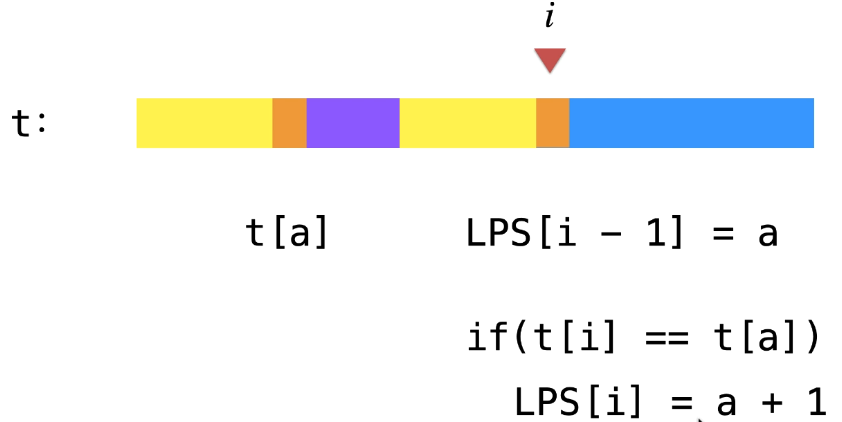 i
t:
t[a]
LPS[i − 1] = a
if(t[i] == t[a])
LPS[i] = a + 1